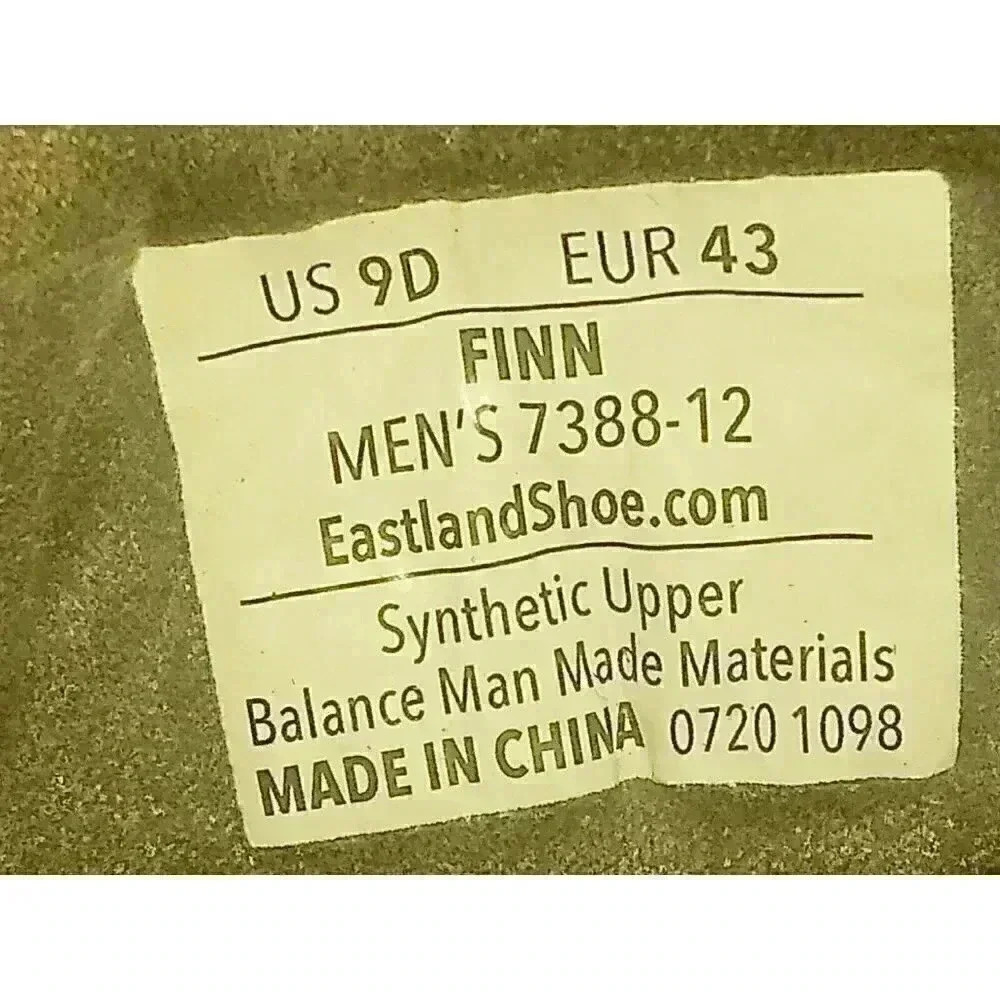 US 9D EUR 43
FINN
MEN'S 7388-12
EastlandShoe.com
Synthetic Upper
Balance Man Made Materials
MADE IN CHINA 0720 1098